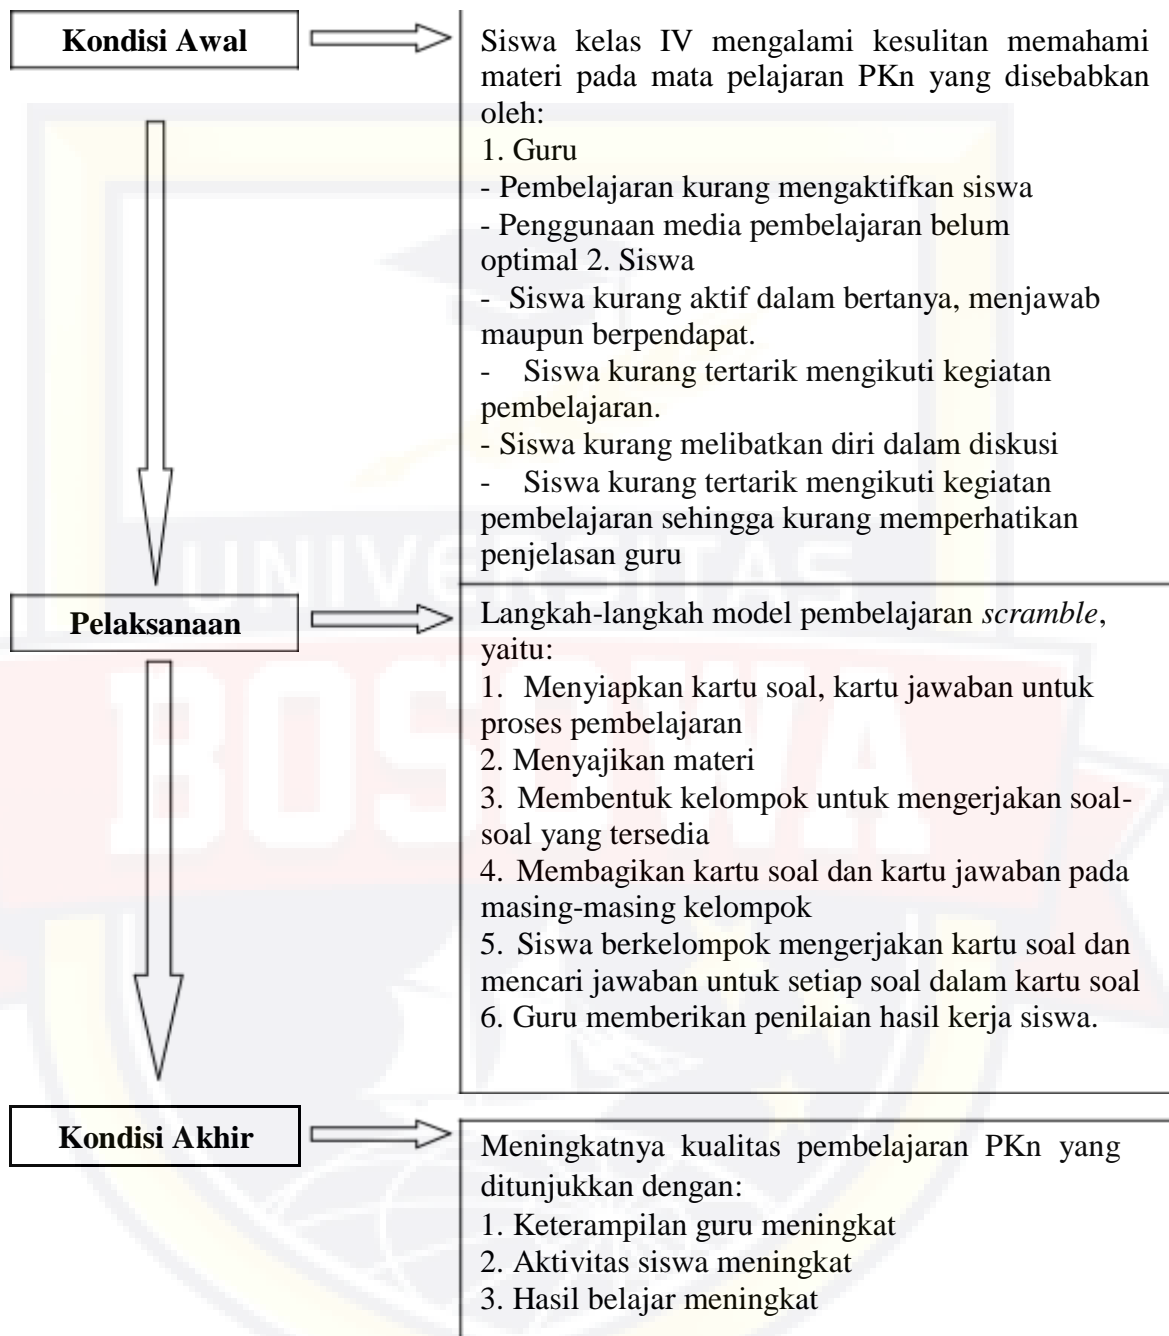 Kondisi Awal
Siswa kelas IV mengalami kesulitan memahami
materi pada mata pelajaran PKn yang disebabkan
oleh:
1. Guru
- Pembelajaran kurang mengaktifkan siswa
- Penggunaan media pembelajaran belum
optimal 2. Siswa
- Siswa kurang aktif dalam bertanya, menjawab
maupun berpendapat.
- Siswa kurang tertarik mengikuti kegiatan
pembelajaran.
- Siswa kurang melibatkan diri dalam diskusi
- Siswa kurang tertarik mengikuti kegiatan
pembelajaran sehingga kurang memperhatikan
penjelasan guru
UNIVERSITAS
Pelaksanaan
Langkah-langkah model pembelajaran scramble,
yaitu:
1. Menyiapkan kartu soal, kartu jawaban untuk
proses pembelajaran
2. Menyajikan materi
3. Membentuk kelompok untuk mengerjakan soal-
soal yang tersedia
4. Membagikan kartu soal dan kartu jawaban pada
masing-masing kelompok
5. Siswa berkelompok mengerjakan kartu soal dan
mencari jawaban untuk setiap soal dalam kartu soal
6. Guru memberikan penilaian hasil kerja siswa.
BOSOWA
Kondisi Akhir
Meningkatnya kualitas pembelajaran PKn yang
ditunjukkan dengan:
1. Keterampilan guru meningkat
2. Aktivitas siswa meningkat
3. Hasil belajar meningkat